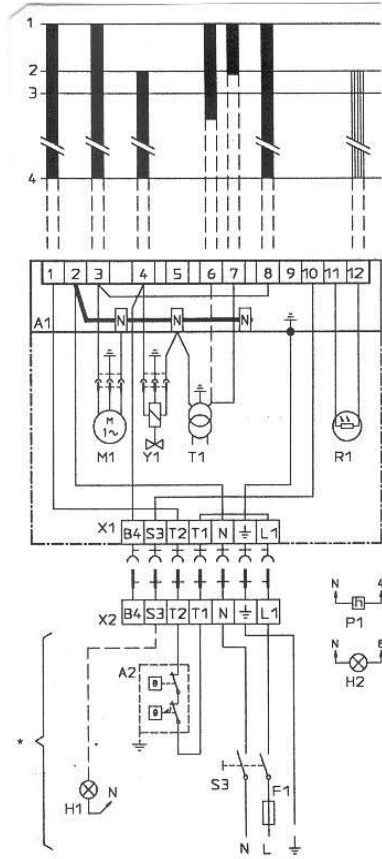 1
2
3
4
1 2 3 4 5 6 7 8 9 10 11 12
A1 N N N
M 1~
M1 Y1 T1 R1
X1 B4 S3 T2 T1 N L1
X2 B4 S3 T2 T1 N L1
N 4
P1
N 6
H2
A2
θ
θ
*
S3 F1
H1 N
N L